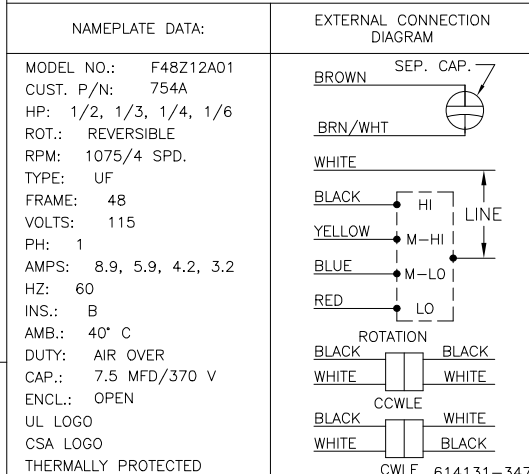 NAMEPLATE DATA:
EXTERNAL CONNECTION
DIAGRAM
MODEL NO.: F48Z12A01
CUST. P/N: 754A
HP: 1/2, 1/3, 1/4, 1/6
ROT.: REVERSIBLE
RPM: 1075/4 SPD.
TYPE: UF
FRAME: 48
VOLTS: 115
PH: 1
AMPS: 8.9, 5.9, 4.2, 3.2
HZ: 60
INS.: B
AMB.: 40° C
DUTY: AIR OVER
CAP.: 7.5 MFD/370 V
ENCL.: OPEN
UL LOGO
CSA LOGO
THERMALLY PROTECTED
SEP. CAP.
BROWN
BRN/WHT
WHITE
BLACK HI
LINE
YELLOW M-HI
BLUE M-LO
RED LO
ROTATION
BLACK BLACK
WHITE WHITE
CCWLE
BLACK WHITE
WHITE BLACK
CWLE 614131-347